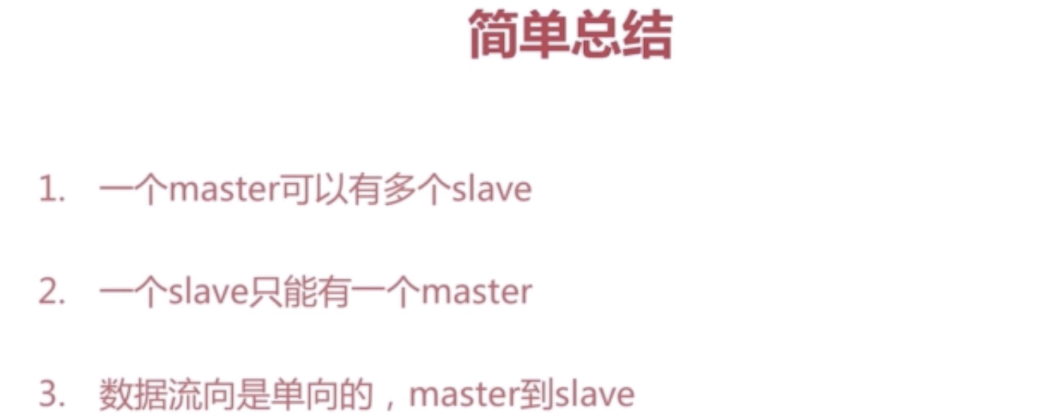 简单总结
1. 一个master可以有多个slave
2. 一个slave只能有一个master
3. 数据流向是单向的，master到slave